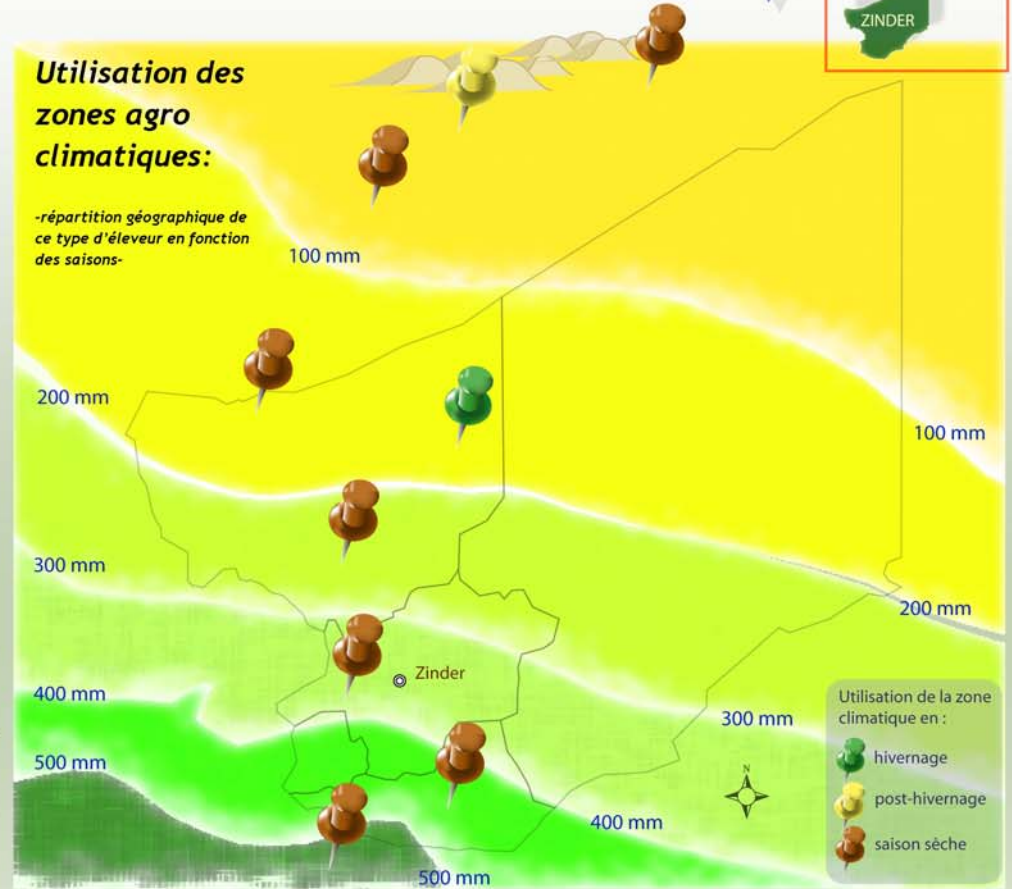 ZINDER
Utilisation des
zones agro
climatiques:
-répartition géographique de
ce type d'éleveur en fonction
des saisons-
100 mm
200 mm
100 mm
300 mm
200 mm
Zinder
400 mm
300 mm
500 mm
400 mm
500 mm
N
Utilisation de la zone
climatique en :
hivernage
post-hivernage
saison sèche